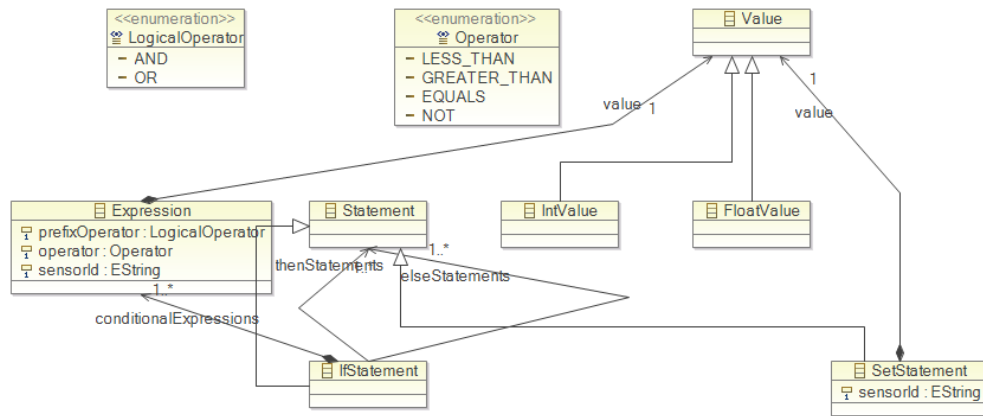 <<enumeration>>
LogicalOperator
AND
OR
<<enumeration>>
Operator
LESS_THAN
GREATER_THAN
EQUALS
NOT
Value
value
1
1
value
Expression
prefixOperator : LogicalOperator
operator : Operator
sensorId : EString
Statement
IntValue
FloatValue
1..*
thenStatements
elseStatements
1..*
conditionalExpressions
IfStatement
SetStatement
sensorId : EString